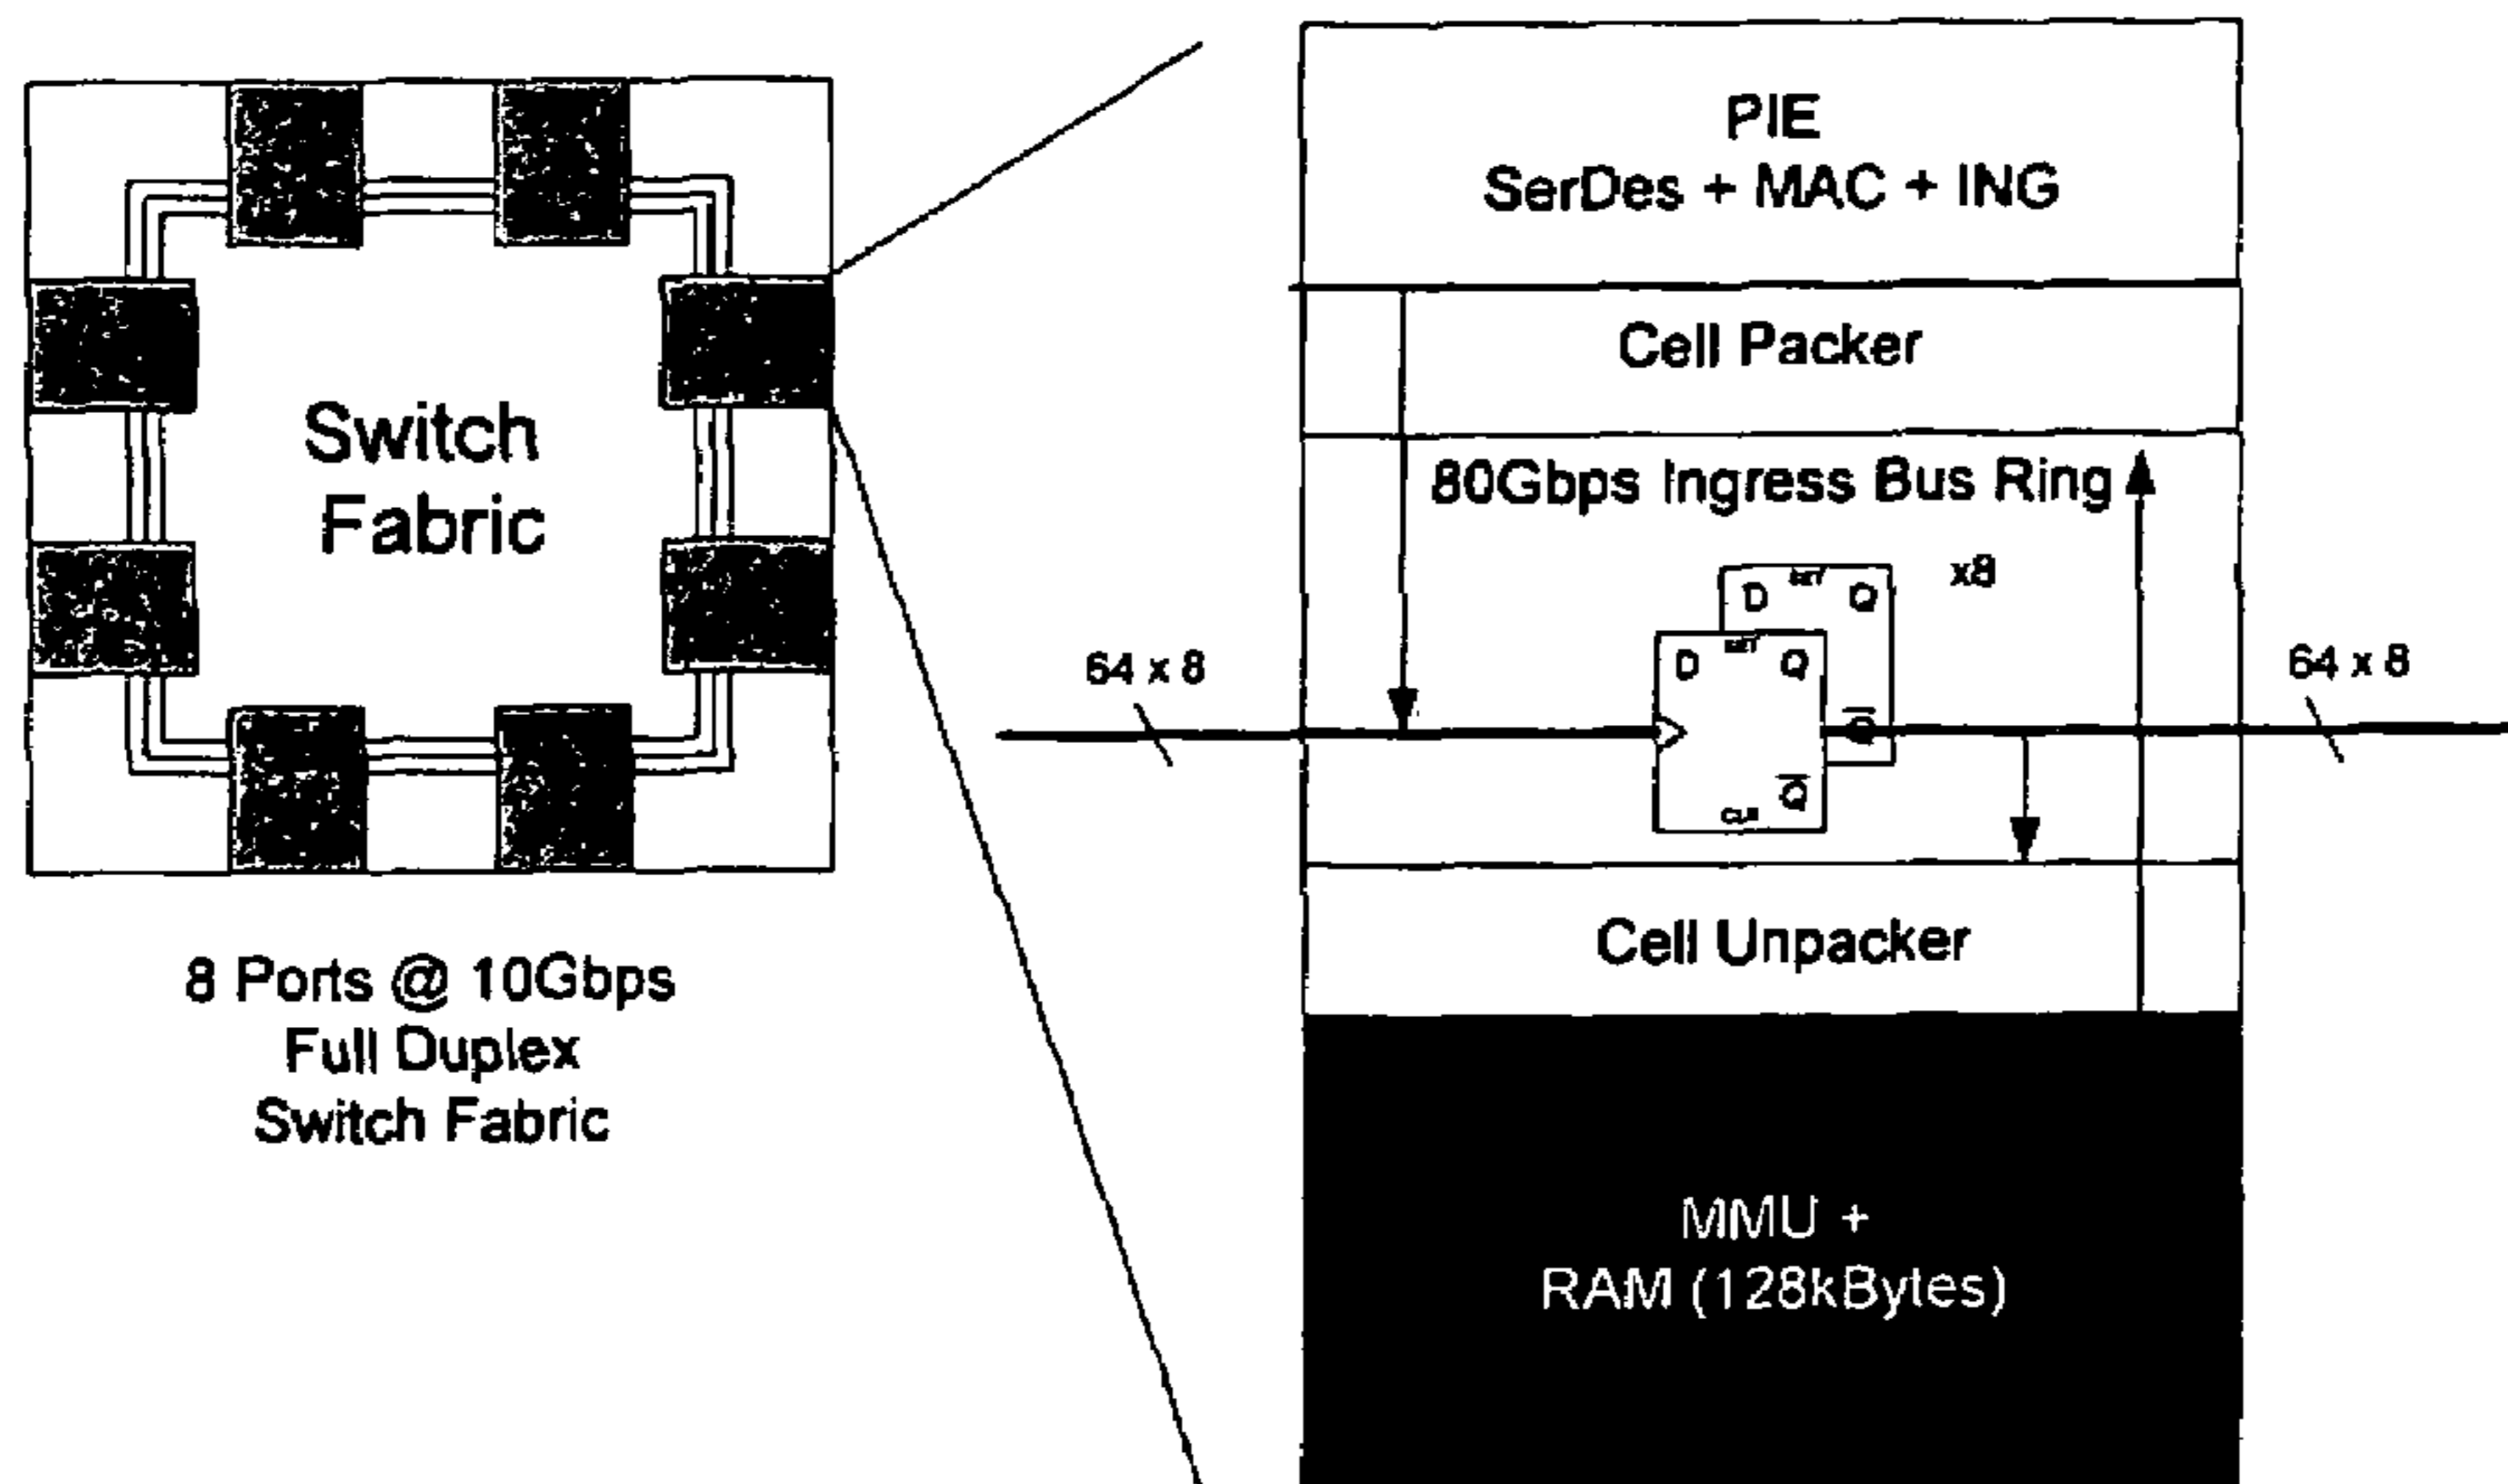 Switch
Fabric
8 Ports @ 10Gbps
Full Duplex
Switch Fabric
PIE
SerDes + MAC + ING
Cell Packer
80Gbps Ingress Bus Ring
x8
D Q
D Q
64 x 8
64 x 8
Q
Q
Cell Unpacker
MMU +
RAM (128kBytes)